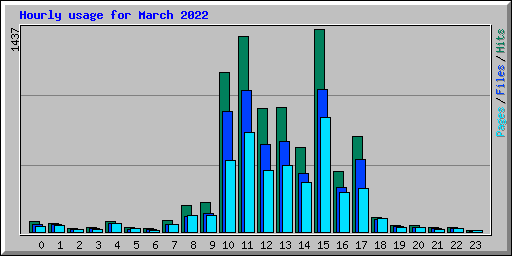 Hourly usage for March 2022
1437
Pages / Files / Hits
0 1 2 3 4 5 6 7 8 9 10 11 12 13 14 15 16 17 18 19 20 21 22 23